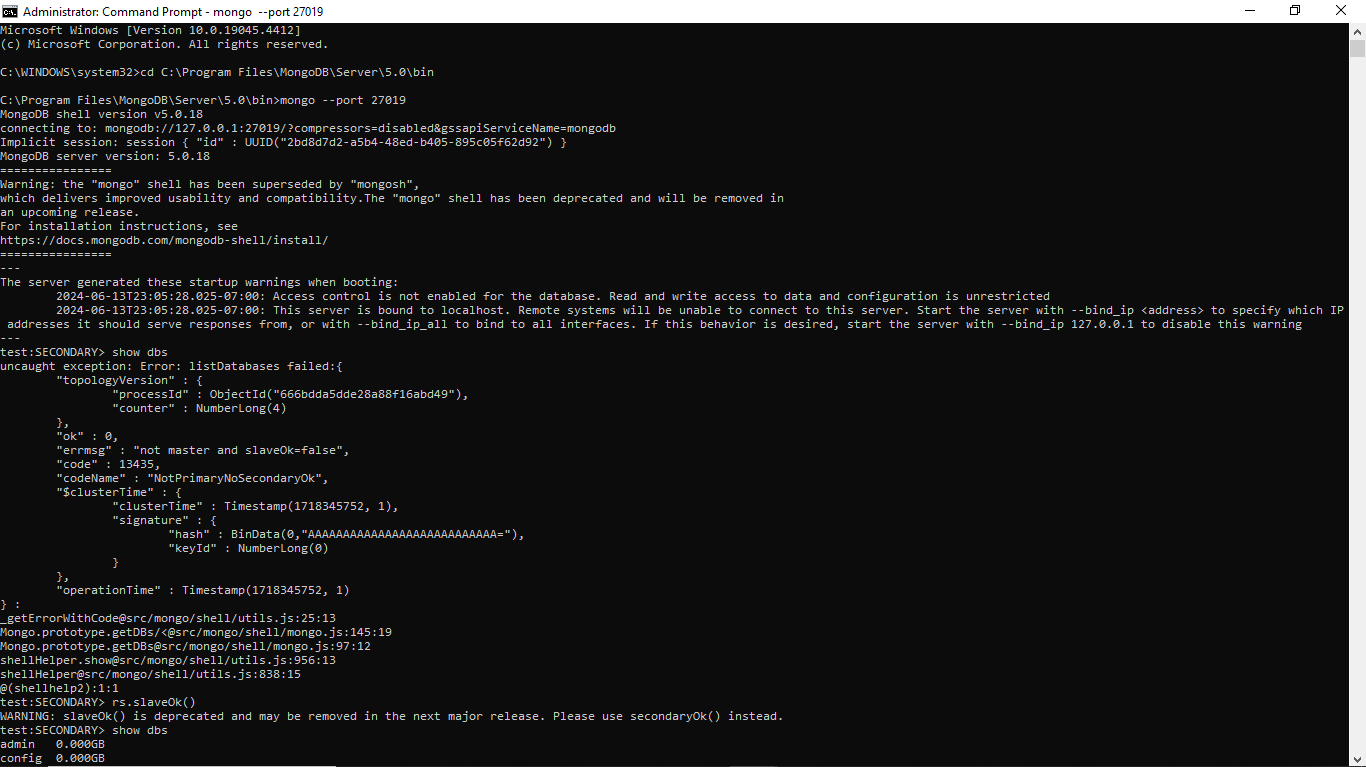 Administrator: Command Prompt - mongo --port 27019
Microsoft Windows [Version 10.0.19045.4412]
(c) Microsoft Corporation. All rights reserved.
C:\WINDOWS\system32>cd C:\Program Files\MongoDB\Server\5.0\bin
C:\Program Files\MongoDB\Server\5.0\bin>mongo --port 27019
MongoDB shell version v5.0.18
connecting to: mongodb://127.0.0.1:27019/?compressors=disabled&gssapiServiceName=mongodb
Implicit session: session { "id" : UUID("2bd8d7d2-a5b4-48ed-b405-895c05f62d92") }
MongoDB server version: 5.0.18
================
Warning: the "mongo" shell has been superseded by "mongosh",
which delivers improved usability and compatibility.The "mongo" shell has been deprecated and will be removed in
an upcoming release.
For installation instructions, see
https://docs.mongodb.com/mongodb-shell/install/
================
---
The server generated these startup warnings when booting:
        2024-06-13T23:05:28.025-07:00: Access control is not enabled for the database. Read and write access to data and configuration is unrestricted
        2024-06-13T23:05:28.025-07:00: This server is bound to localhost. Remote systems will be unable to connect to this server. Start the server with --bind_ip <address> to specify which IP
 addresses it should serve responses from, or with --bind_ip_all to bind to all interfaces. If this behavior is desired, start the server with --bind_ip 127.0.0.1 to disable this warning
---
test:SECONDARY> show dbs
uncaught exception: Error: listDatabases failed:{
        "topologyVersion" : {
                "processId" : ObjectId("666bdda5dde28a88f16abd49"),
                "counter" : NumberLong(4)
        },
        "ok" : 0,
        "errmsg" : "not master and slaveOk=false",
        "code" : 13435,
        "codeName" : "NotPrimaryNoSecondaryOk",
        "$clusterTime" : {
                "clusterTime" : Timestamp(1718345752, 1),
                "signature" : {
                        "hash" : BinData(0,"AAAAAAAAAAAAAAAAAAAAAAAAAAA="),
                        "keyId" : NumberLong(0)
                }
        },
        "operationTime" : Timestamp(1718345752, 1)
} :
_getErrorWithCode@src/mongo/shell/utils.js:25:13
Mongo.prototype.getDBs/<@src/mongo/shell/mongo.js:145:19
Mongo.prototype.getDBs@src/mongo/shell/mongo.js:97:12
shellHelper.show@src/mongo/shell/utils.js:956:13
shellHelper@src/mongo/shell/utils.js:838:15
@(shellhelp2):1:1
test:SECONDARY> rs.slaveOk()
WARNING: slaveOk() is deprecated and may be removed in the next major release. Please use secondaryOk() instead.
test:SECONDARY> show dbs
admin   0.000GB
config  0.000GB